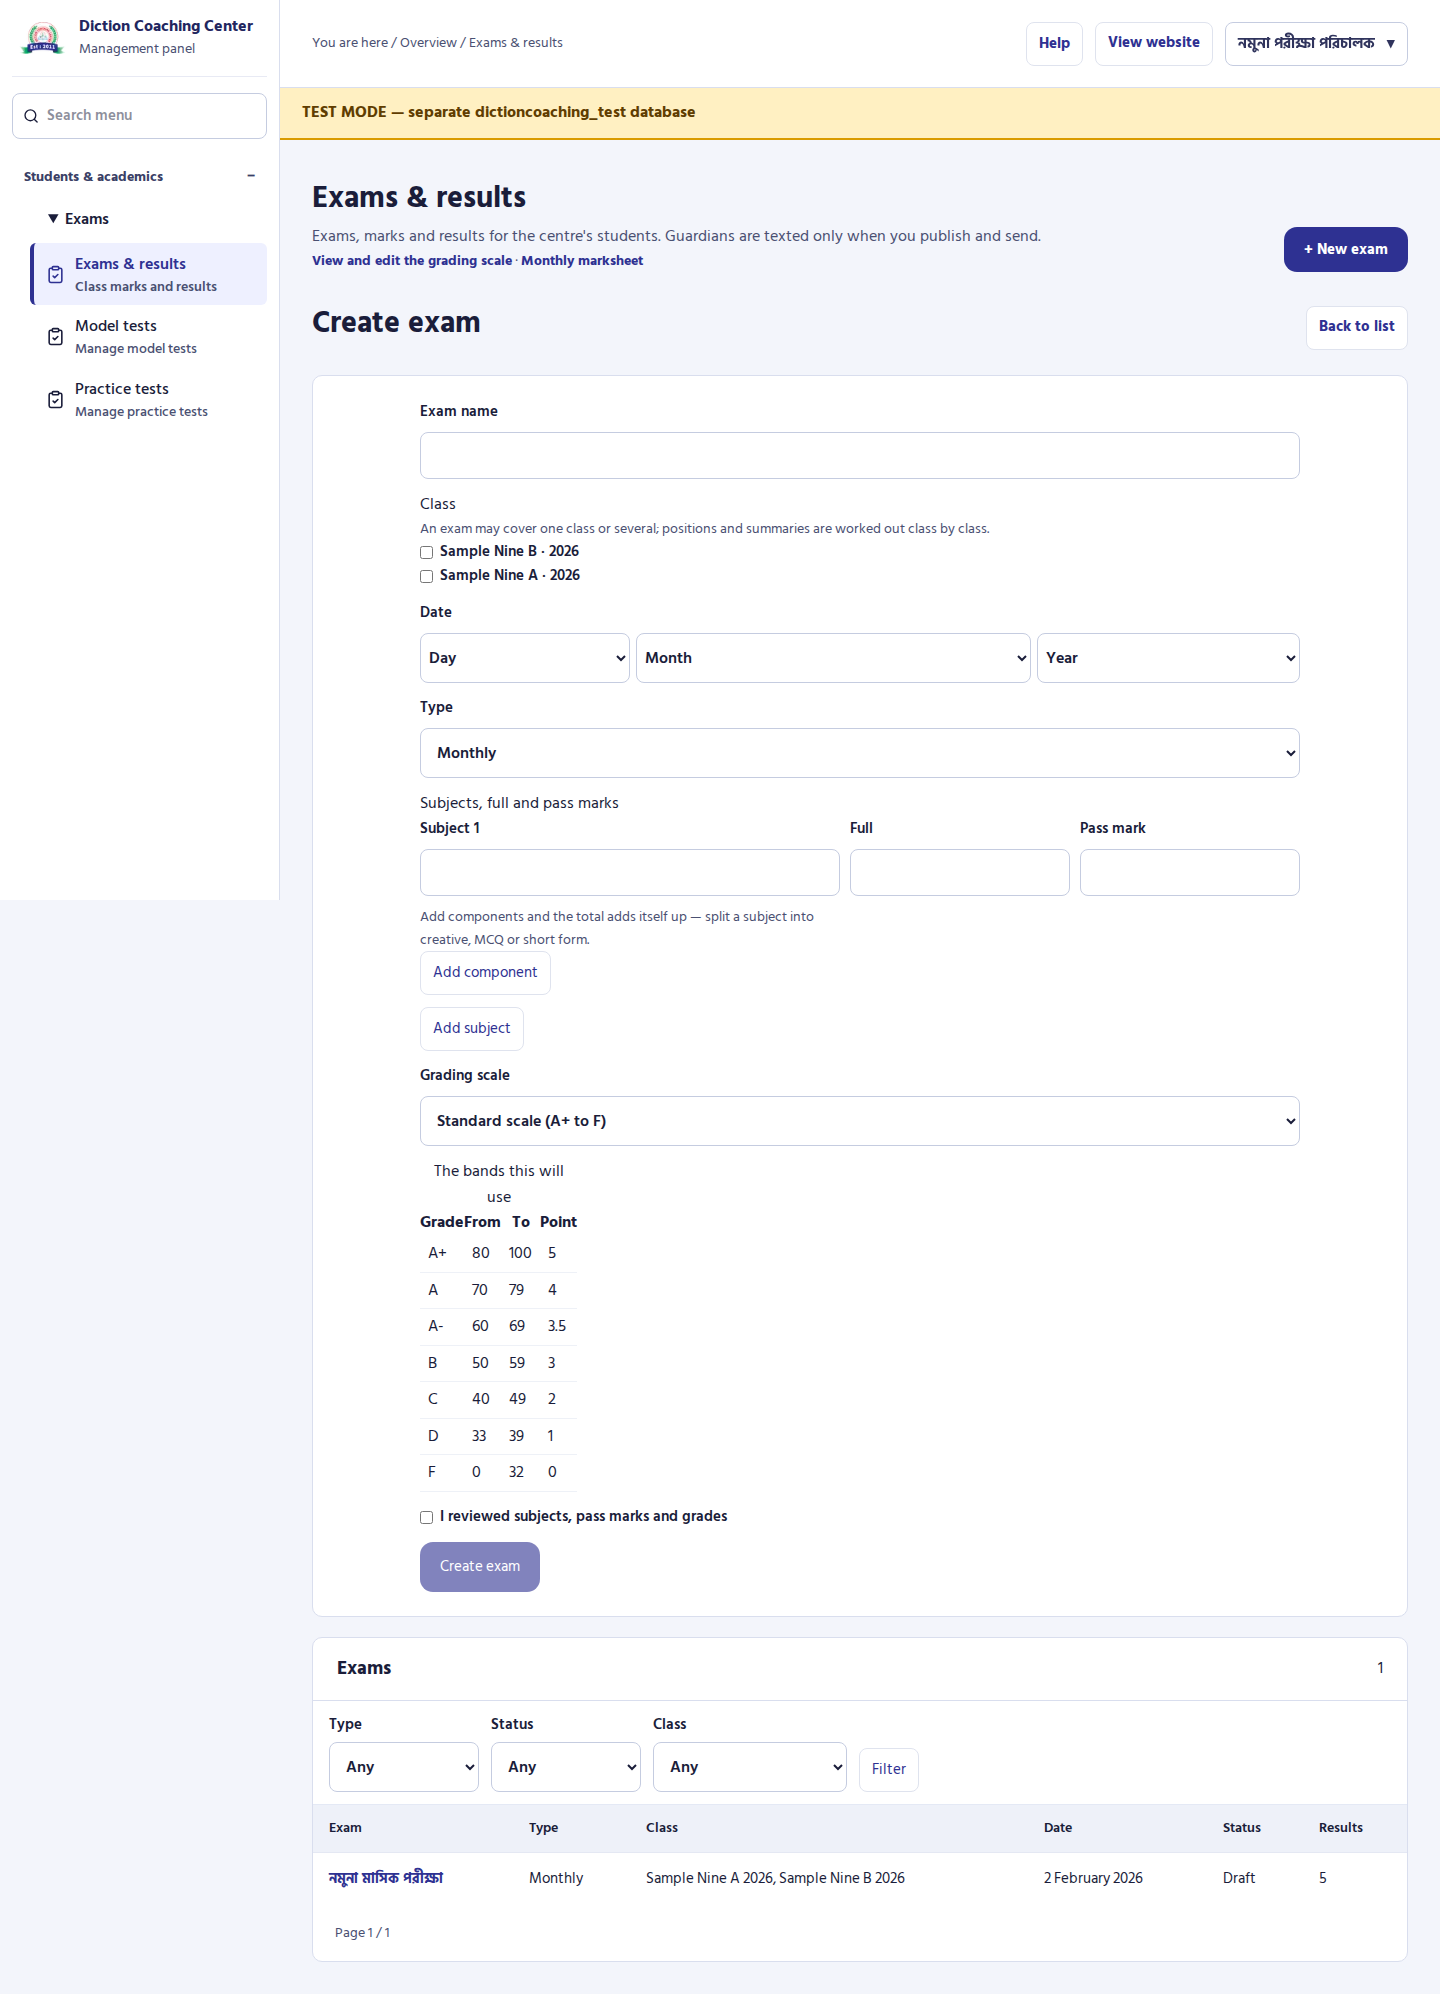 Diction Coaching Center
Management panel
Est : 2011
Search menu
Students & academics −
▼ Exams
Exams & results
Class marks and results
Model tests
Manage model tests
Practice tests
Manage practice tests
You are here / Overview / Exams & results
Help
View website
নমুনা পরীক্ষা পরিচালক ▼
TEST MODE — separate dictioncoaching_test database
Exams & results
Exams, marks and results for the centre's students. Guardians are texted only when you publish and send.
View and edit the grading scale · Monthly marksheet
+ New exam
Create exam
Back to list
Exam name
Class
An exam may cover one class or several; positions and summaries are worked out class by class.
Sample Nine B · 2026
Sample Nine A · 2026
Date
Day Month Year
Type
Monthly
Subjects, full and pass marks
Subject 1 Full Pass mark
Add components and the total adds itself up — split a subject into
creative, MCQ or short form.
Add component
Add subject
Grading scale
Standard scale (A+ to F)
The bands this will
use
Grade From To Point
A+ 80 100 5
A 70 79 4
A- 60 69 3.5
B 50 59 3
C 40 49 2
D 33 39 1
F 0 32 0
I reviewed subjects, pass marks and grades
Create exam
Exams 1
Type Status Class
Any Any Any Filter
Exam Type Class Date Status Results
নমুনা মাসিক পরীক্ষা Monthly Sample Nine A 2026, Sample Nine B 2026 2 February 2026 Draft 5
Page 1 / 1